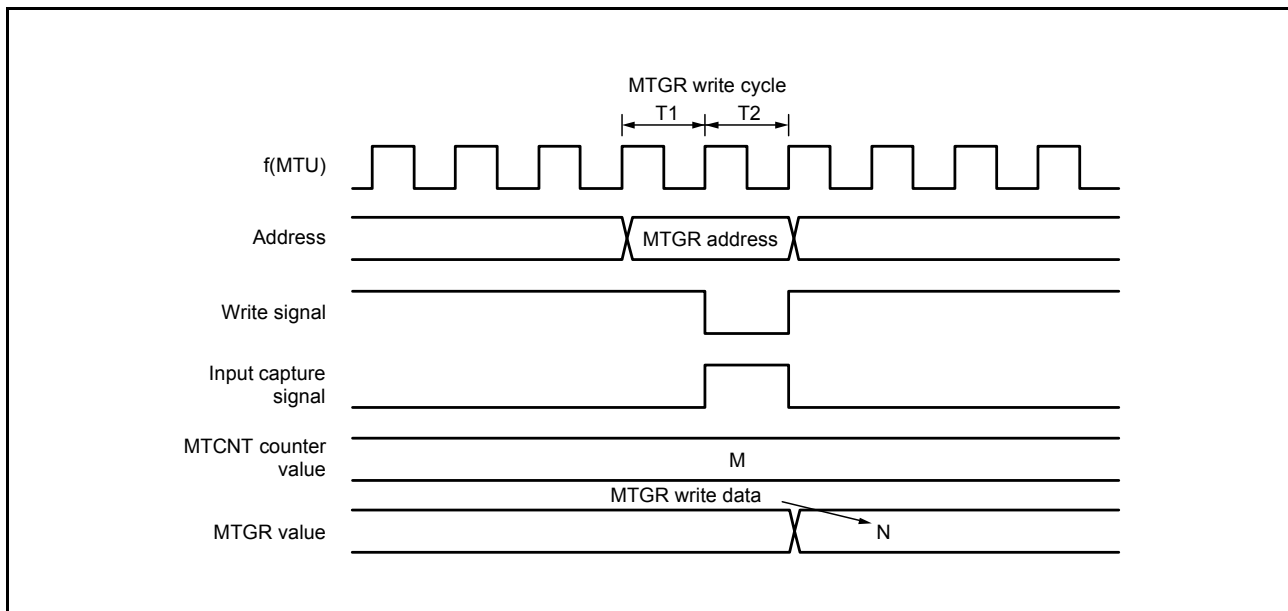 MTGR write cycle
T1 T2
f(MTU)
Address MTGR address
Write signal
Input capture
signal
MTCNT counter
value
M
MTGR write data
MTGR value N